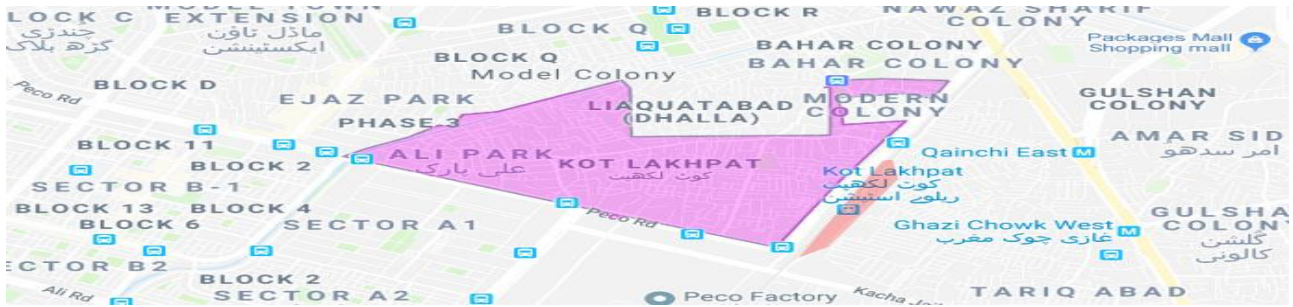 MODEL TOWN
EXTENSION
ماڈل ٹاؤن
ایکسٹینشن
LOCK C
چندڑی
گڑھ بلاک
BLOCK R
BLOCK Q
NAWAZ SHARIF
COLONY
Packages Mall
Shopping mall
BLOCK Q
Model Colony
BAHAR COLONY
BAHAR COLONY
Peco Rd
BLOCK D
EJAZ PARK
PHASE 3
LIAQUATABAD
(DHALLA)
MODERN
COLONY
GULSHAN
COLONY
BLOCK 11
BLOCK 2
ALI PARK
علی پارک
KOT LAKHPAT
کوٹ لکھپت
Qainchi East
AMAR SID
امر سدھو
SECTOR B-1
Kot Lakhpat
کوٹ لکھپت
ریلوے اسٹیشن
BLOCK 13
BLOCK 4
BLOCK 6
SECTOR A1
Peco Rd
Ghazi Chowk West
غازی چوک مغرب
GULSHA
COLON
گلشن
کالونی
ECTOR B2
BLOCK 2
SECTOR A2
Ali Rd
Peco Factory
Kacha Ja
TARIQ ABAD